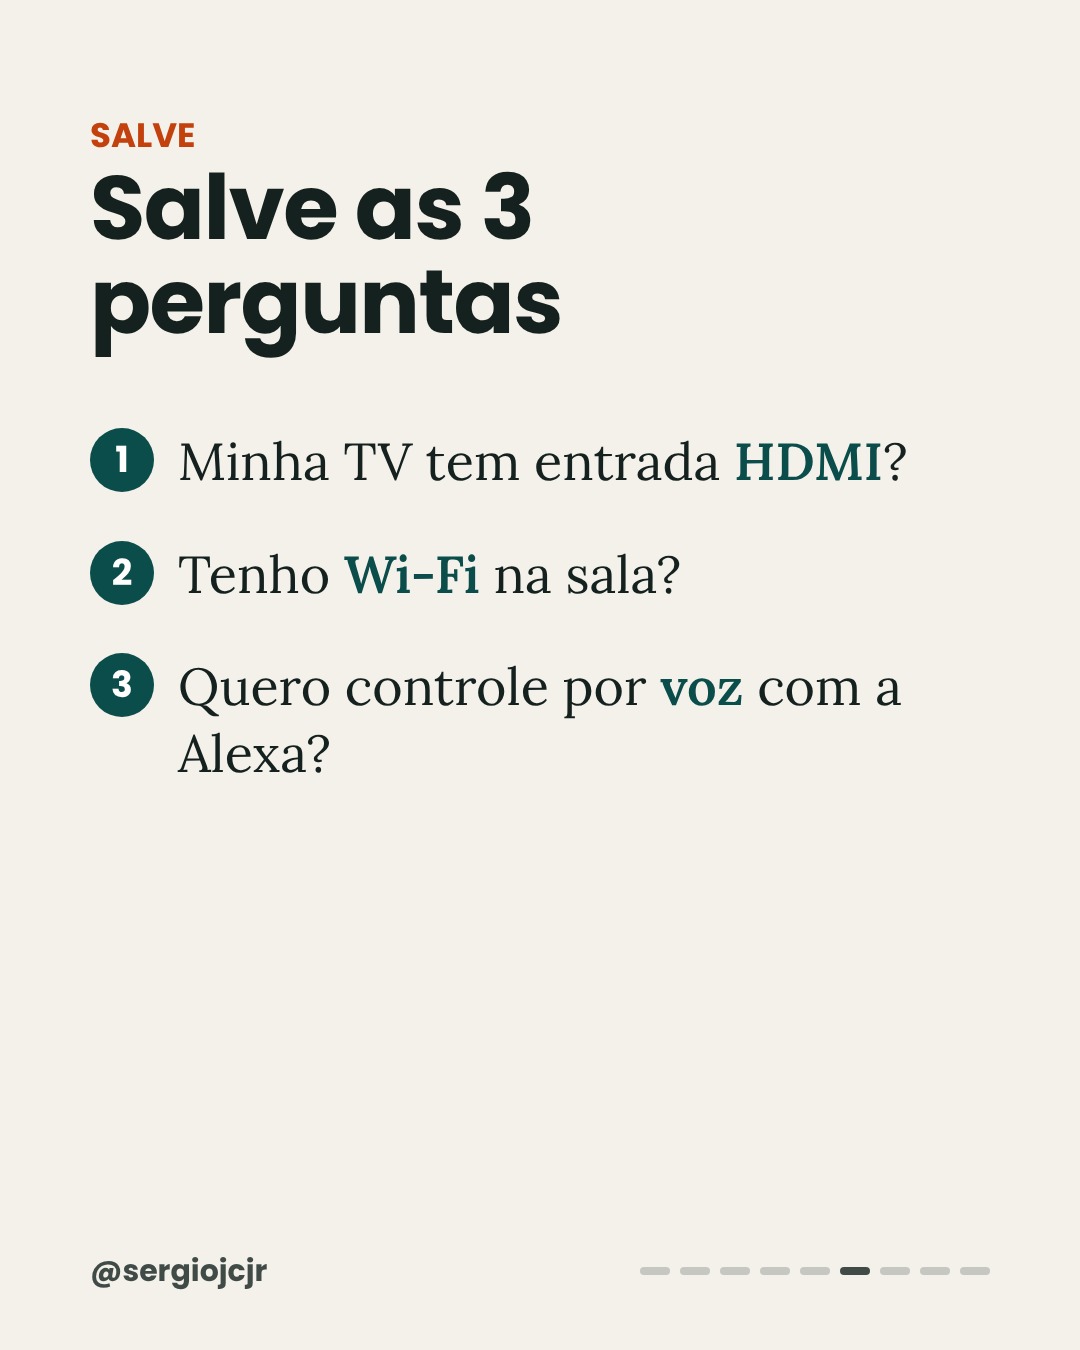 SALVE
Salve as 3
perguntas
1 Minha TV tem entrada HDMI?
2 Tenho Wi-Fi na sala?
3 Quero controle por voz com a
Alexa?
@sergiojcjr